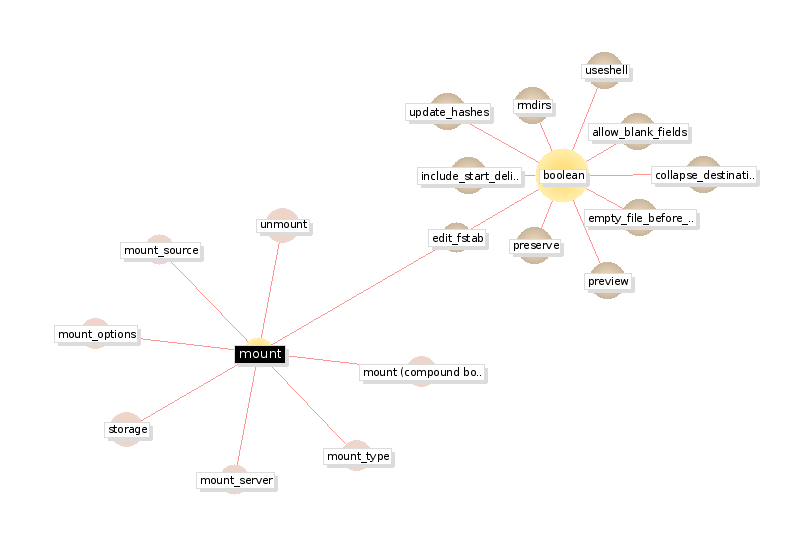 useshell
rmdirs
update_hashes
allow_blank_fields
include_start_deli..
boolean
collapse_destinati..
empty_file_before_..
unmount
edit_fstab
preserve
mount_source
preview
mount_options
mount
mount (compound bo..
storage
mount_type
mount_server